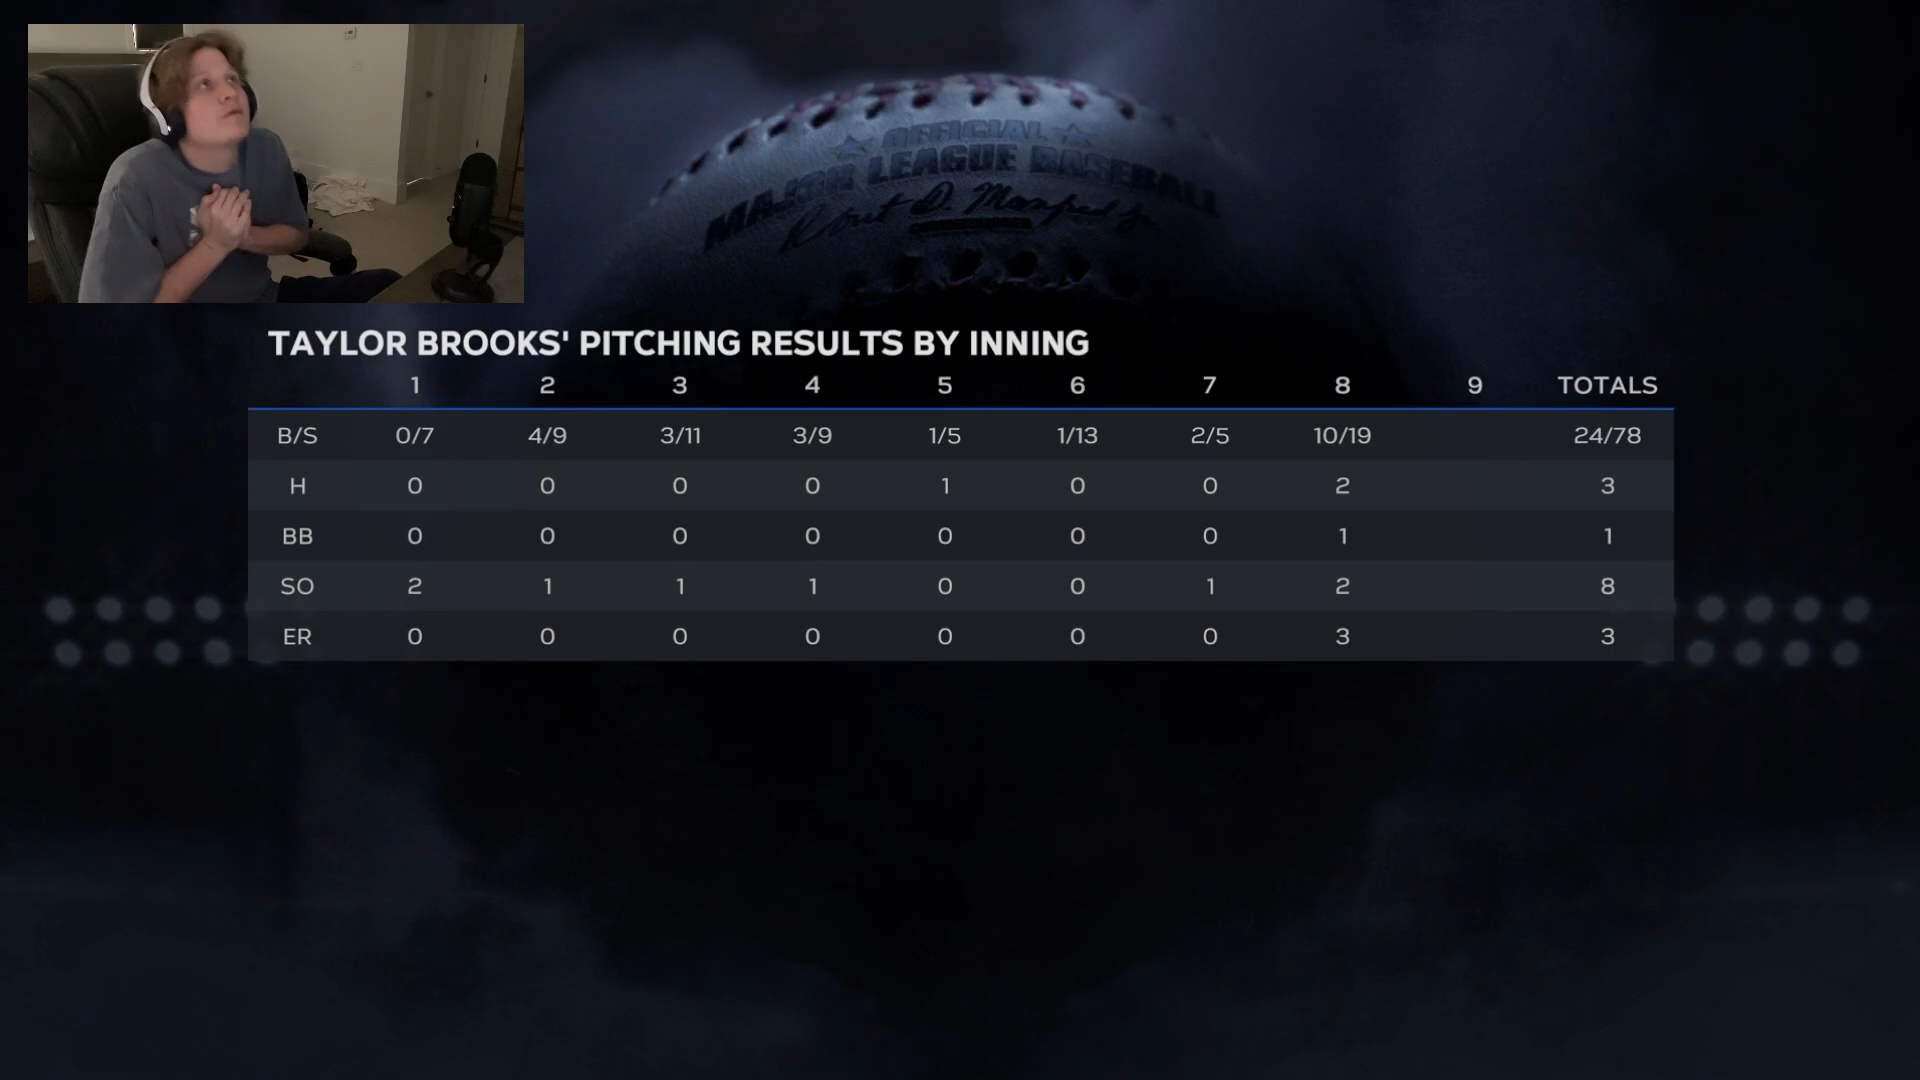 OFFICIAL
MAJOR LEAGUE BASEBALL
Robert D. Manfred Jr.
TAYLOR BROOKS' PITCHING RESULTS BY INNING
1 2 3 4 5 6 7 8 9 TOTALS
B/S 0/7 4/9 3/11 3/9 1/5 1/13 2/5 10/19 24/78
H 0 0 0 0 1 0 0 2 3
BB 0 0 0 0 0 0 0 1 1
SO 2 1 1 1 0 0 1 2 8
ER 0 0 0 0 0 0 0 3 3